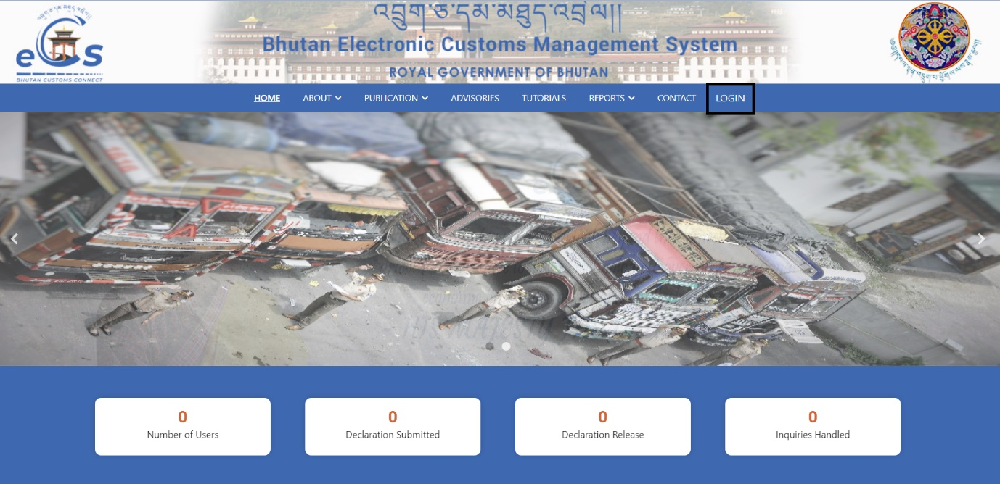 འབྲུག་ཅ་དམ་མཐུད་འབྲེལ།།
Bhutan Electronic Customs Management System
ROYAL GOVERNMENT OF BHUTAN
eCS
BHUTAN CUSTOMS CONNECT
HOME ABOUT PUBLICATION ADVISORIES TUTORIALS REPORTS CONTACT LOGIN
0
Number of Users
0
Declaration Submitted
0
Declaration Release
0
Inquiries Handled